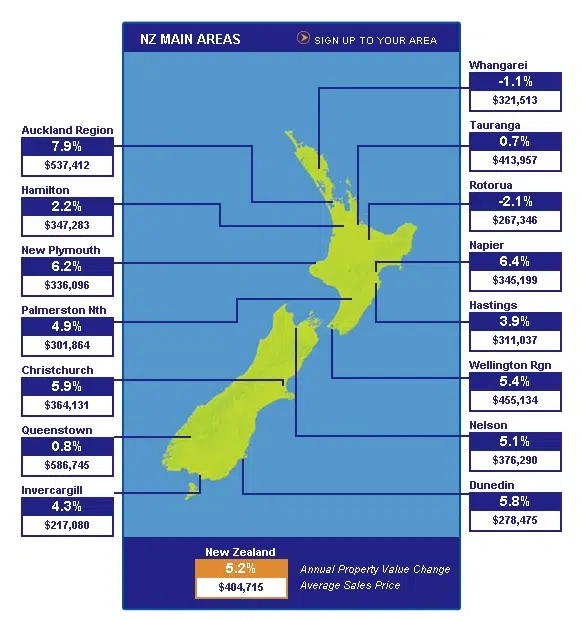 NZ MAIN AREAS
SIGN UP TO YOUR AREA
Auckland Region
7.9%
$537,412
Hamilton
2.2%
$347,283
New Plymouth
6.2%
$336,096
Palmerston Nth
4.9%
$301,864
Christchurch
5.9%
$364,131
Queenstown
0.8%
$586,745
Invercargill
4.3%
$217,080
Whangarei
-1.1%
$321,513
Tauranga
0.7%
$413,957
Rotorua
-2.1%
$267,346
Napier
6.4%
$345,199
Hastings
3.9%
$311,037
Wellington Rgn
5.4%
$455,134
Nelson
5.1%
$376,290
Dunedin
5.8%
$278,475
New Zealand
5.2%
$404,715
Annual Property Value Change
Average Sales Price